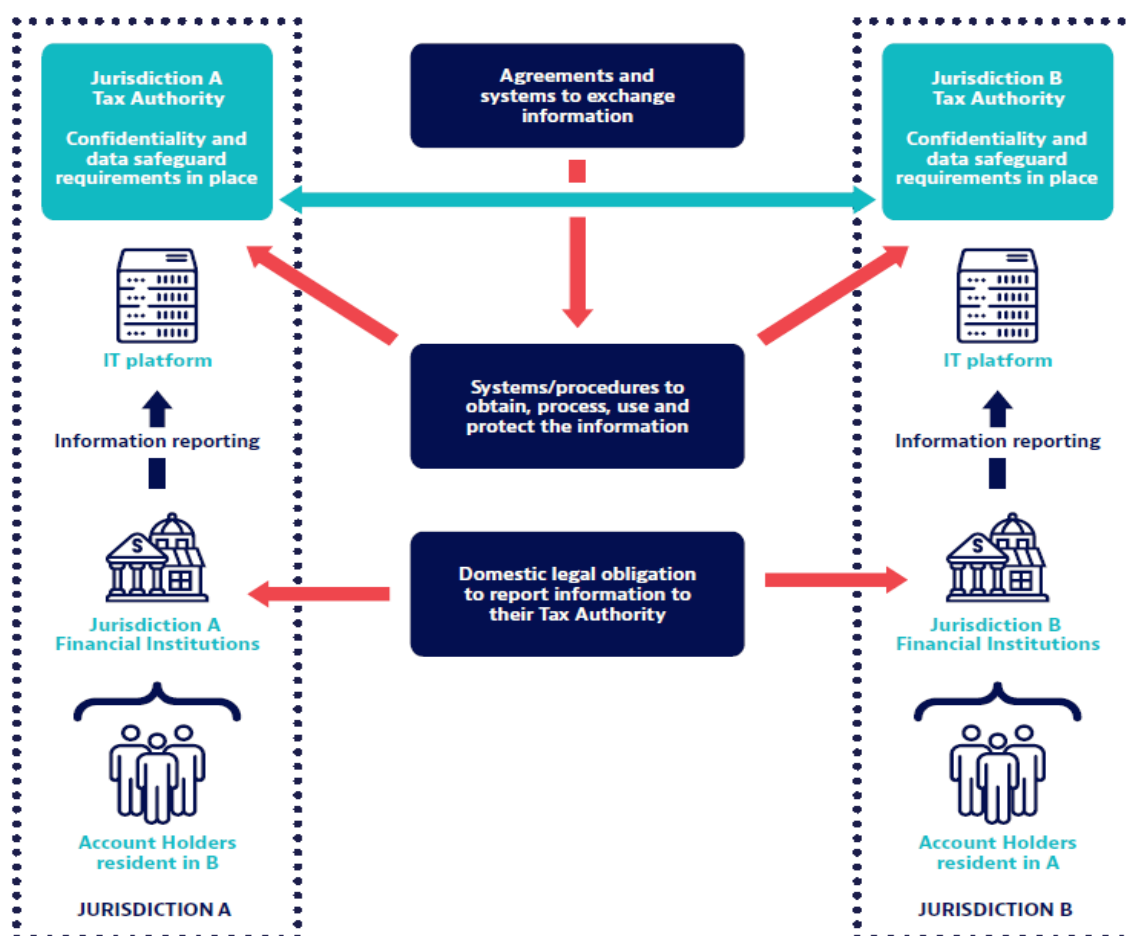 Jurisdiction A
Tax Authority
Confidentiality and
data safeguard
requirements in place
IT platform
Information reporting
$
Jurisdiction A
Financial Institutions
Account Holders
resident in B
JURISDICTION A
Agreements and
systems to exchange
information
Systems/procedures to
obtain, process, use and
protect the information
Domestic legal obligation
to report information to
their Tax Authority
Jurisdiction B
Tax Authority
Confidentiality and
data safeguard
requirements in place
IT platform
Information reporting
$
Jurisdiction B
Financial Institutions
Account Holders
resident in A
JURISDICTION B